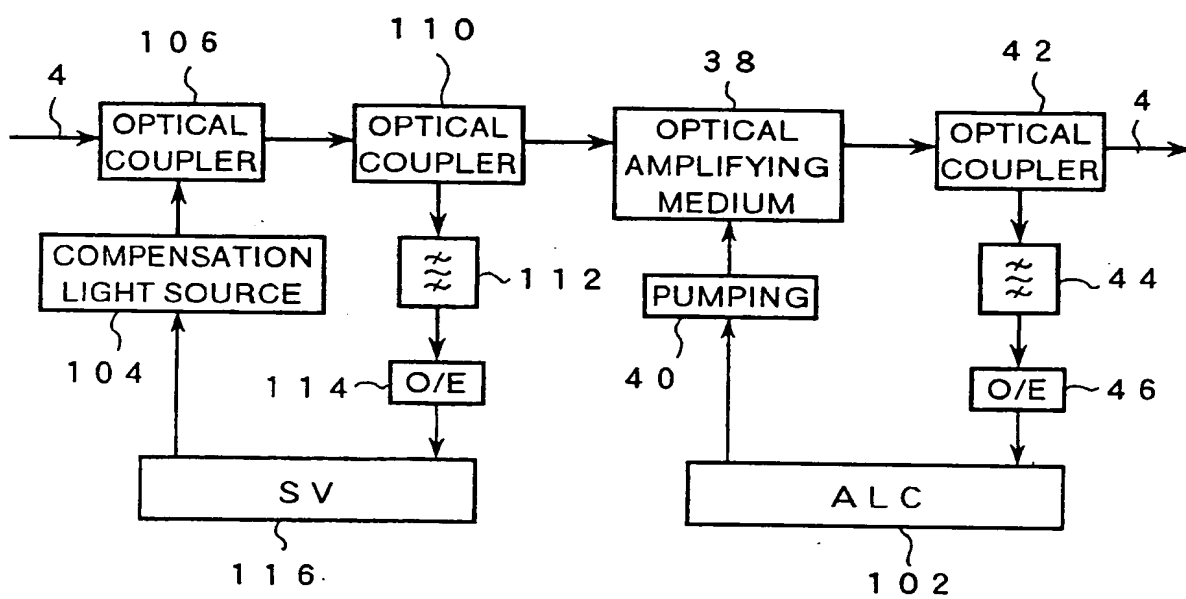 106
110
38
42
4
4
OPTICAL
COUPLER
OPTICAL
COUPLER
OPTICAL
AMPLIFYING
MEDIUM
OPTICAL
COUPLER
COMPENSATION
LIGHT SOURCE
112
PUMPING
44
104
114
O/E
40
O/E
46
SV
ALC
116
102